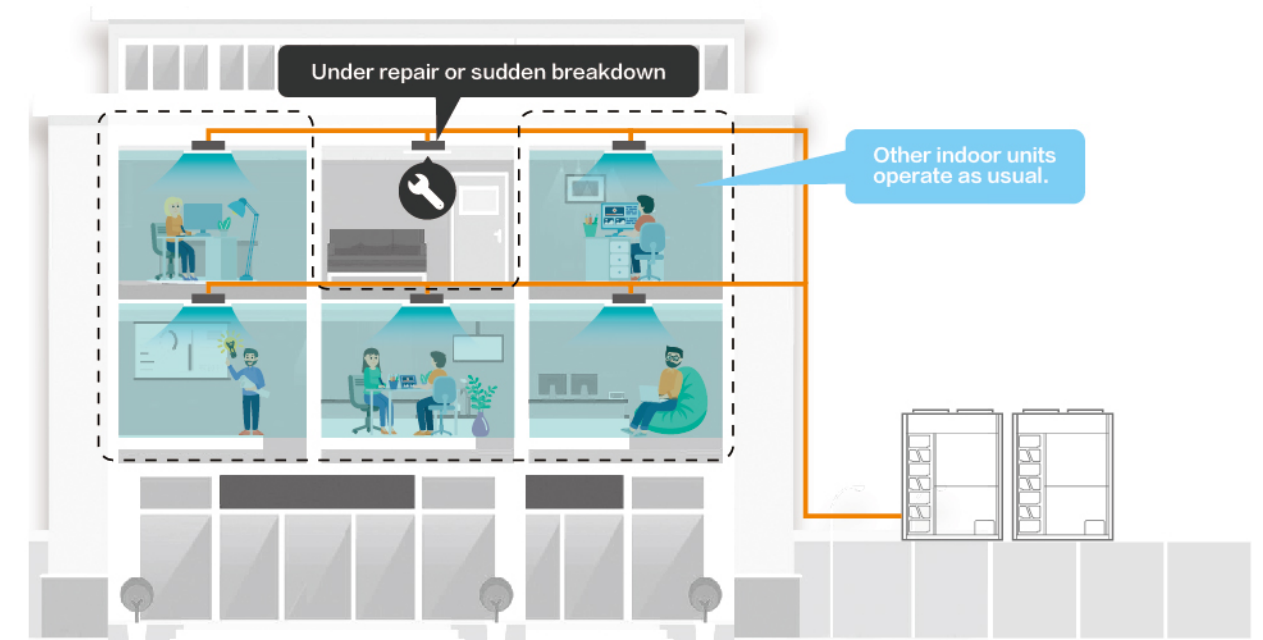 Under repair or sudden breakdown
Other indoor units
operate as usual.